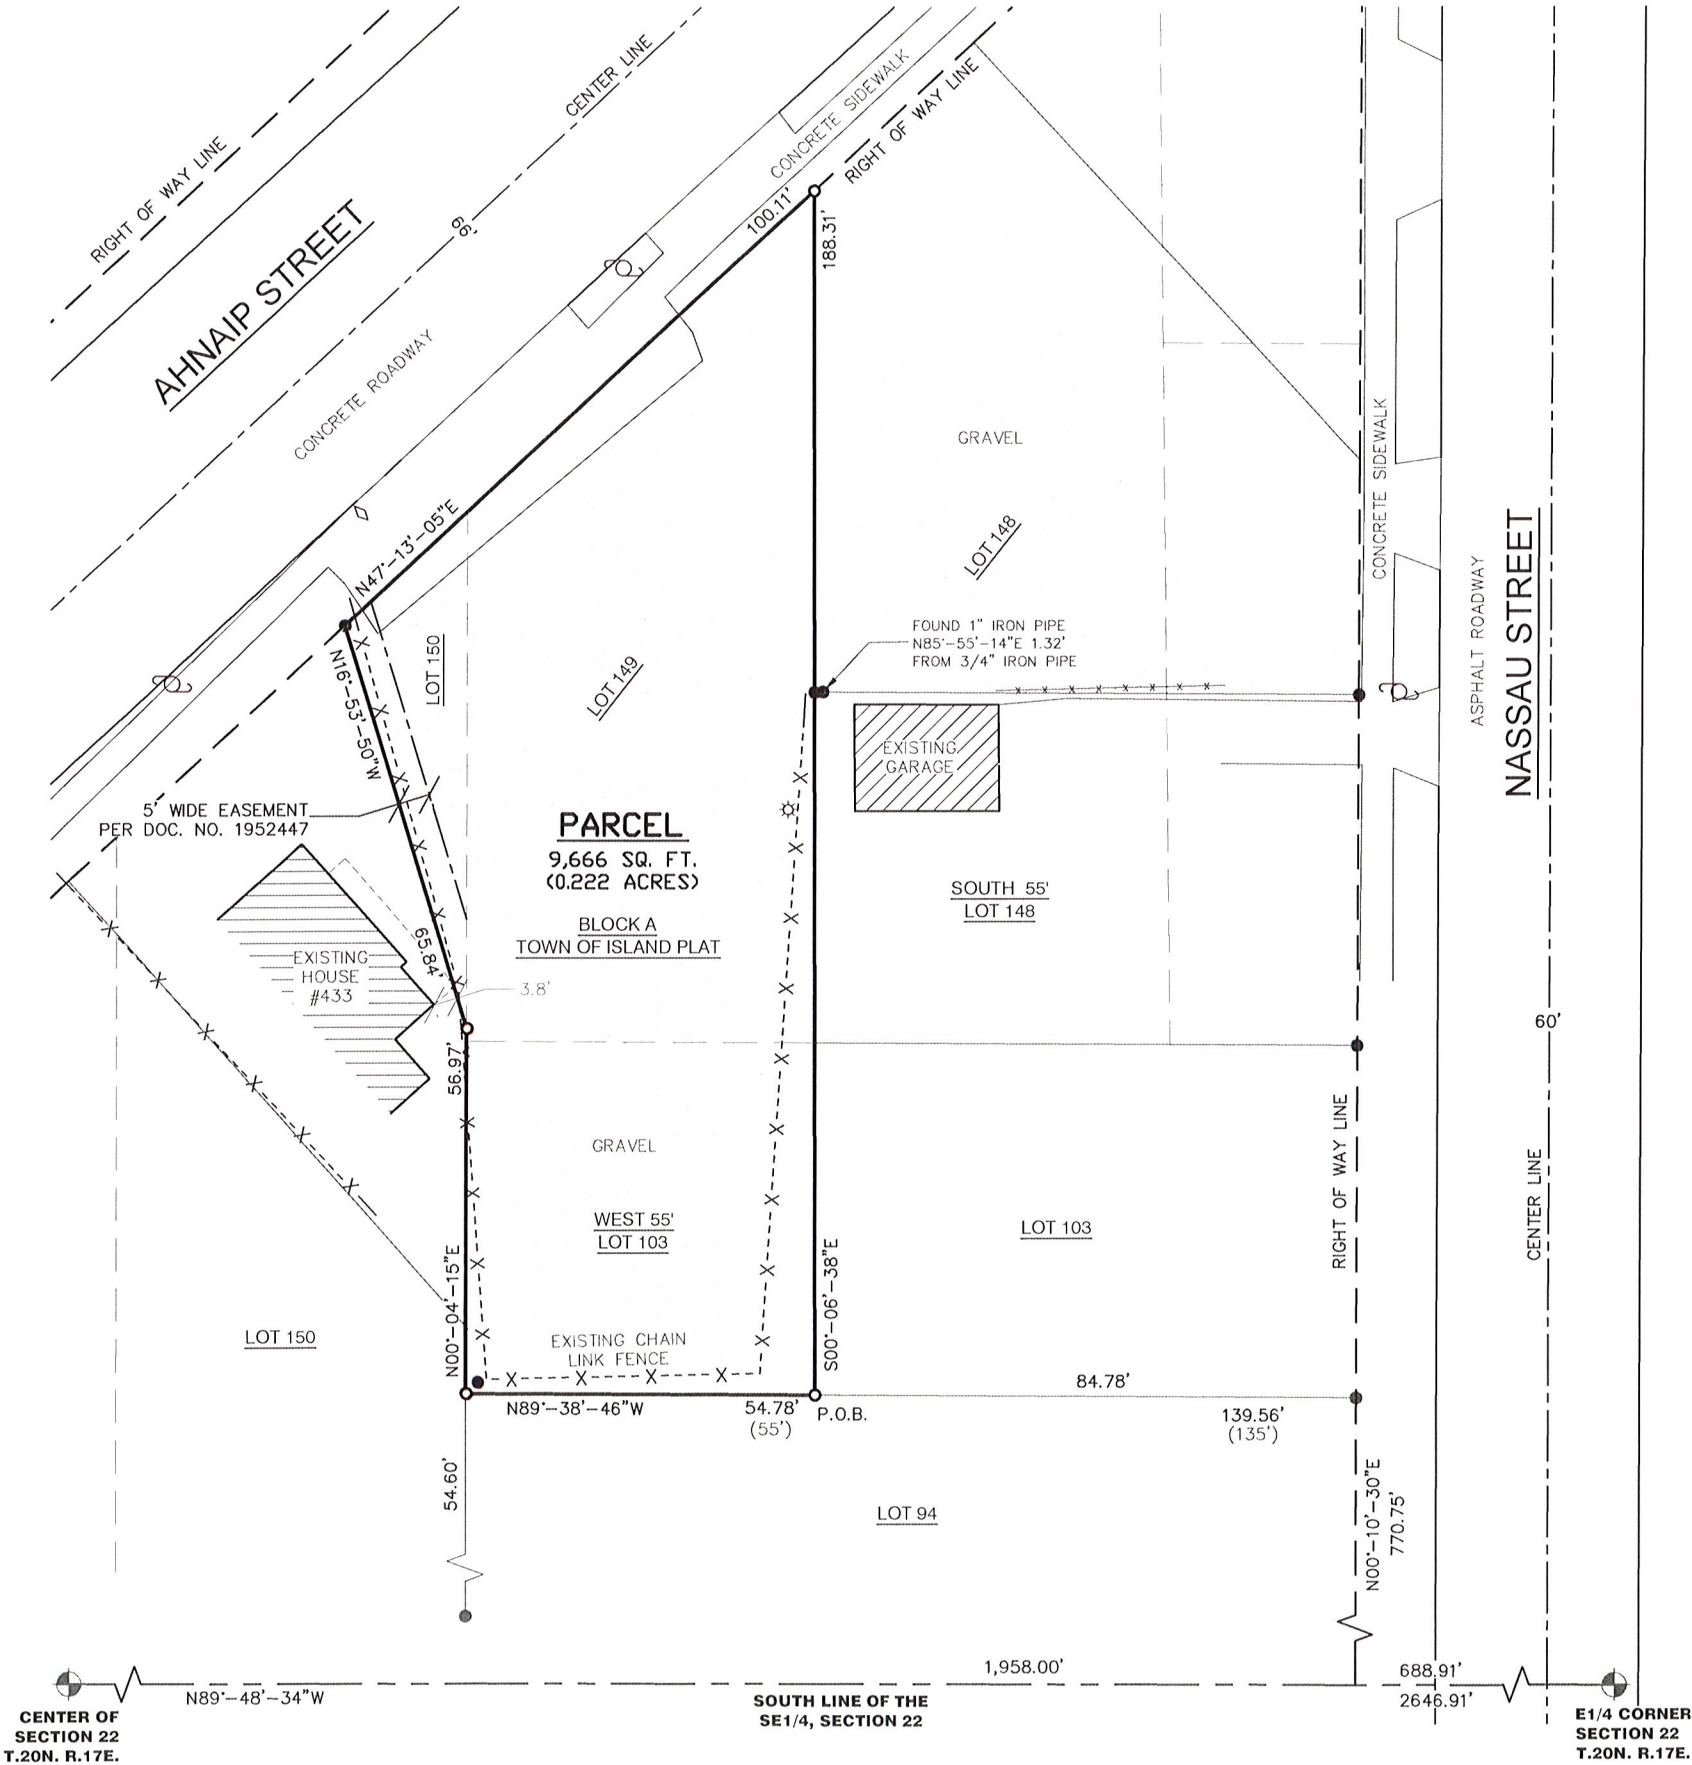 RIGHT OF WAY LINE
CENTER LINE
66'
AHNAIP STREET
CONCRETE ROADWAY
CONCRETE SIDEWALK
RIGHT OF WAY LINE
100.11'
188.31'
N47°-13'-05"E
GRAVEL
LOT 148
CONCRETE SIDEWALK
ASPHALT ROADWAY
NASSAU STREET
LOT 150
LOT 149
N16°-53'-50"W
FOUND 1" IRON PIPE
N85°-55'-14"E 1.32'
FROM 3/4" IRON PIPE
EXISTING
GARAGE
5' WIDE EASEMENT
PER DOC. NO. 1952447
PARCEL
9,666 SQ. FT.
(0.222 ACRES)
BLOCK A
TOWN OF ISLAND PLAT
SOUTH 55'
LOT 148
65.84'
EXISTING
HOUSE
#433
3.8'
60'
56.97'
GRAVEL
WEST 55'
LOT 103
LOT 103
RIGHT OF WAY LINE
CENTER LINE
N00°-04'-15"E
S00°-06'-38"E
LOT 150
EXISTING CHAIN
LINK FENCE
N89°-38'-46"W
54.78'
(55')
P.O.B.
84.78'
139.56'
(135')
54.60'
LOT 94
N00°-10'-30"E
770.75'
1,958.00'
688.91'
2646.91'
N89°-48'-34"W
SOUTH LINE OF THE
SE1/4, SECTION 22
CENTER OF
SECTION 22
T.20N. R.17E.
E1/4 CORNER
SECTION 22
T.20N. R.17E.